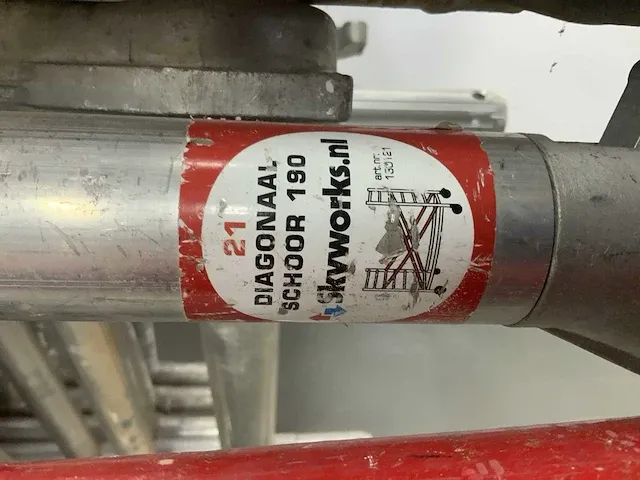 21
DIAGONAAL
SCHOOR 190
Skyworks.nl
art.nr.
130121